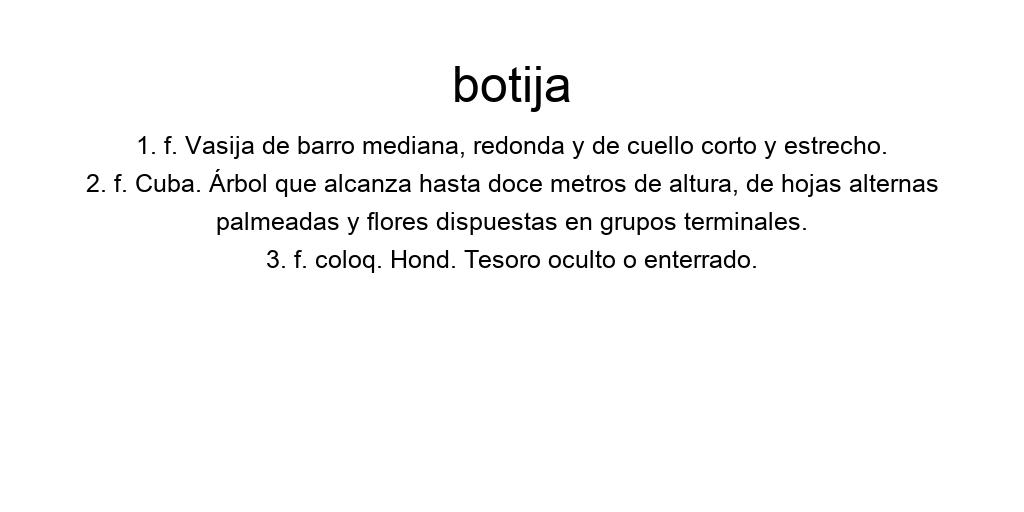 botija
1. f. Vasija de barro mediana, redonda y de cuello corto y estrecho.
2. f. Cuba. Árbol que alcanza hasta doce metros de altura, de hojas alternas
palmeadas y flores dispuestas en grupos terminales.
3. f. coloq. Hond. Tesoro oculto o enterrado.